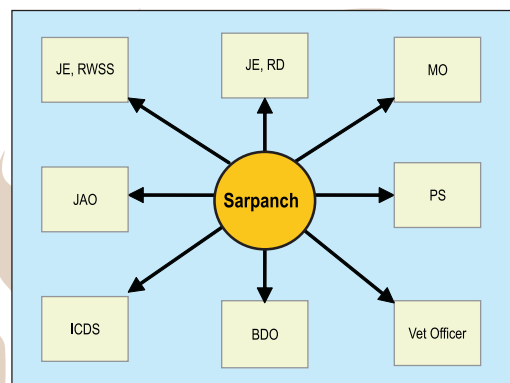 JE, RWSS
JE, RD
MO
JAO
Sarpanch
PS
ICDS
BDO
Vet Officer